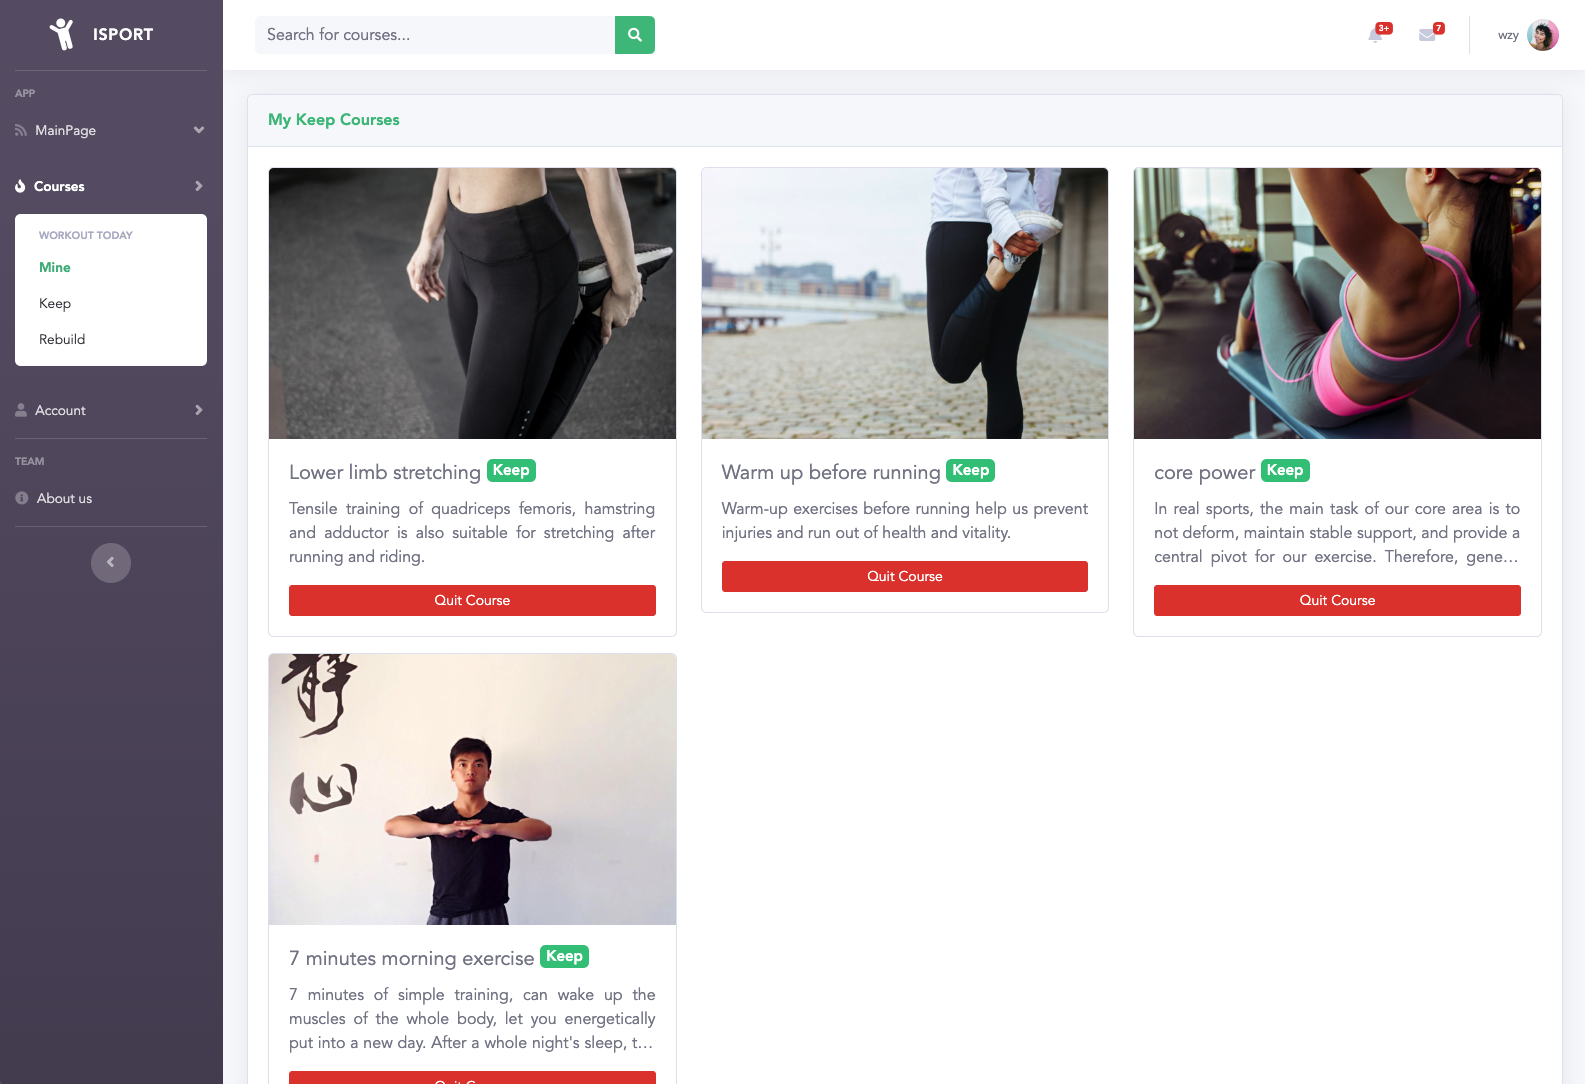 ISPORT
APP
MainPage
Courses
WORKOUT TODAY
Mine
Keep
Rebuild
Account
TEAM
About us
Search for courses...
3+
7
wzy
My Keep Courses
Lower limb stretching Keep
Tensile training of quadriceps femoris, hamstring
and adductor is also suitable for stretching after
running and riding.
Quit Course
Warm up before running Keep
Warm-up exercises before running help us prevent
injuries and run out of health and vitality.
Quit Course
core power Keep
In real sports, the main task of our core area is to
not deform, maintain stable support, and provide a
central pivot for our exercise. Therefore, gene...
Quit Course
静
心
7 minutes morning exercise Keep
7 minutes of simple training, can wake up the
muscles of the whole body, let you energetically
put into a new day. After a whole night's sleep, t...